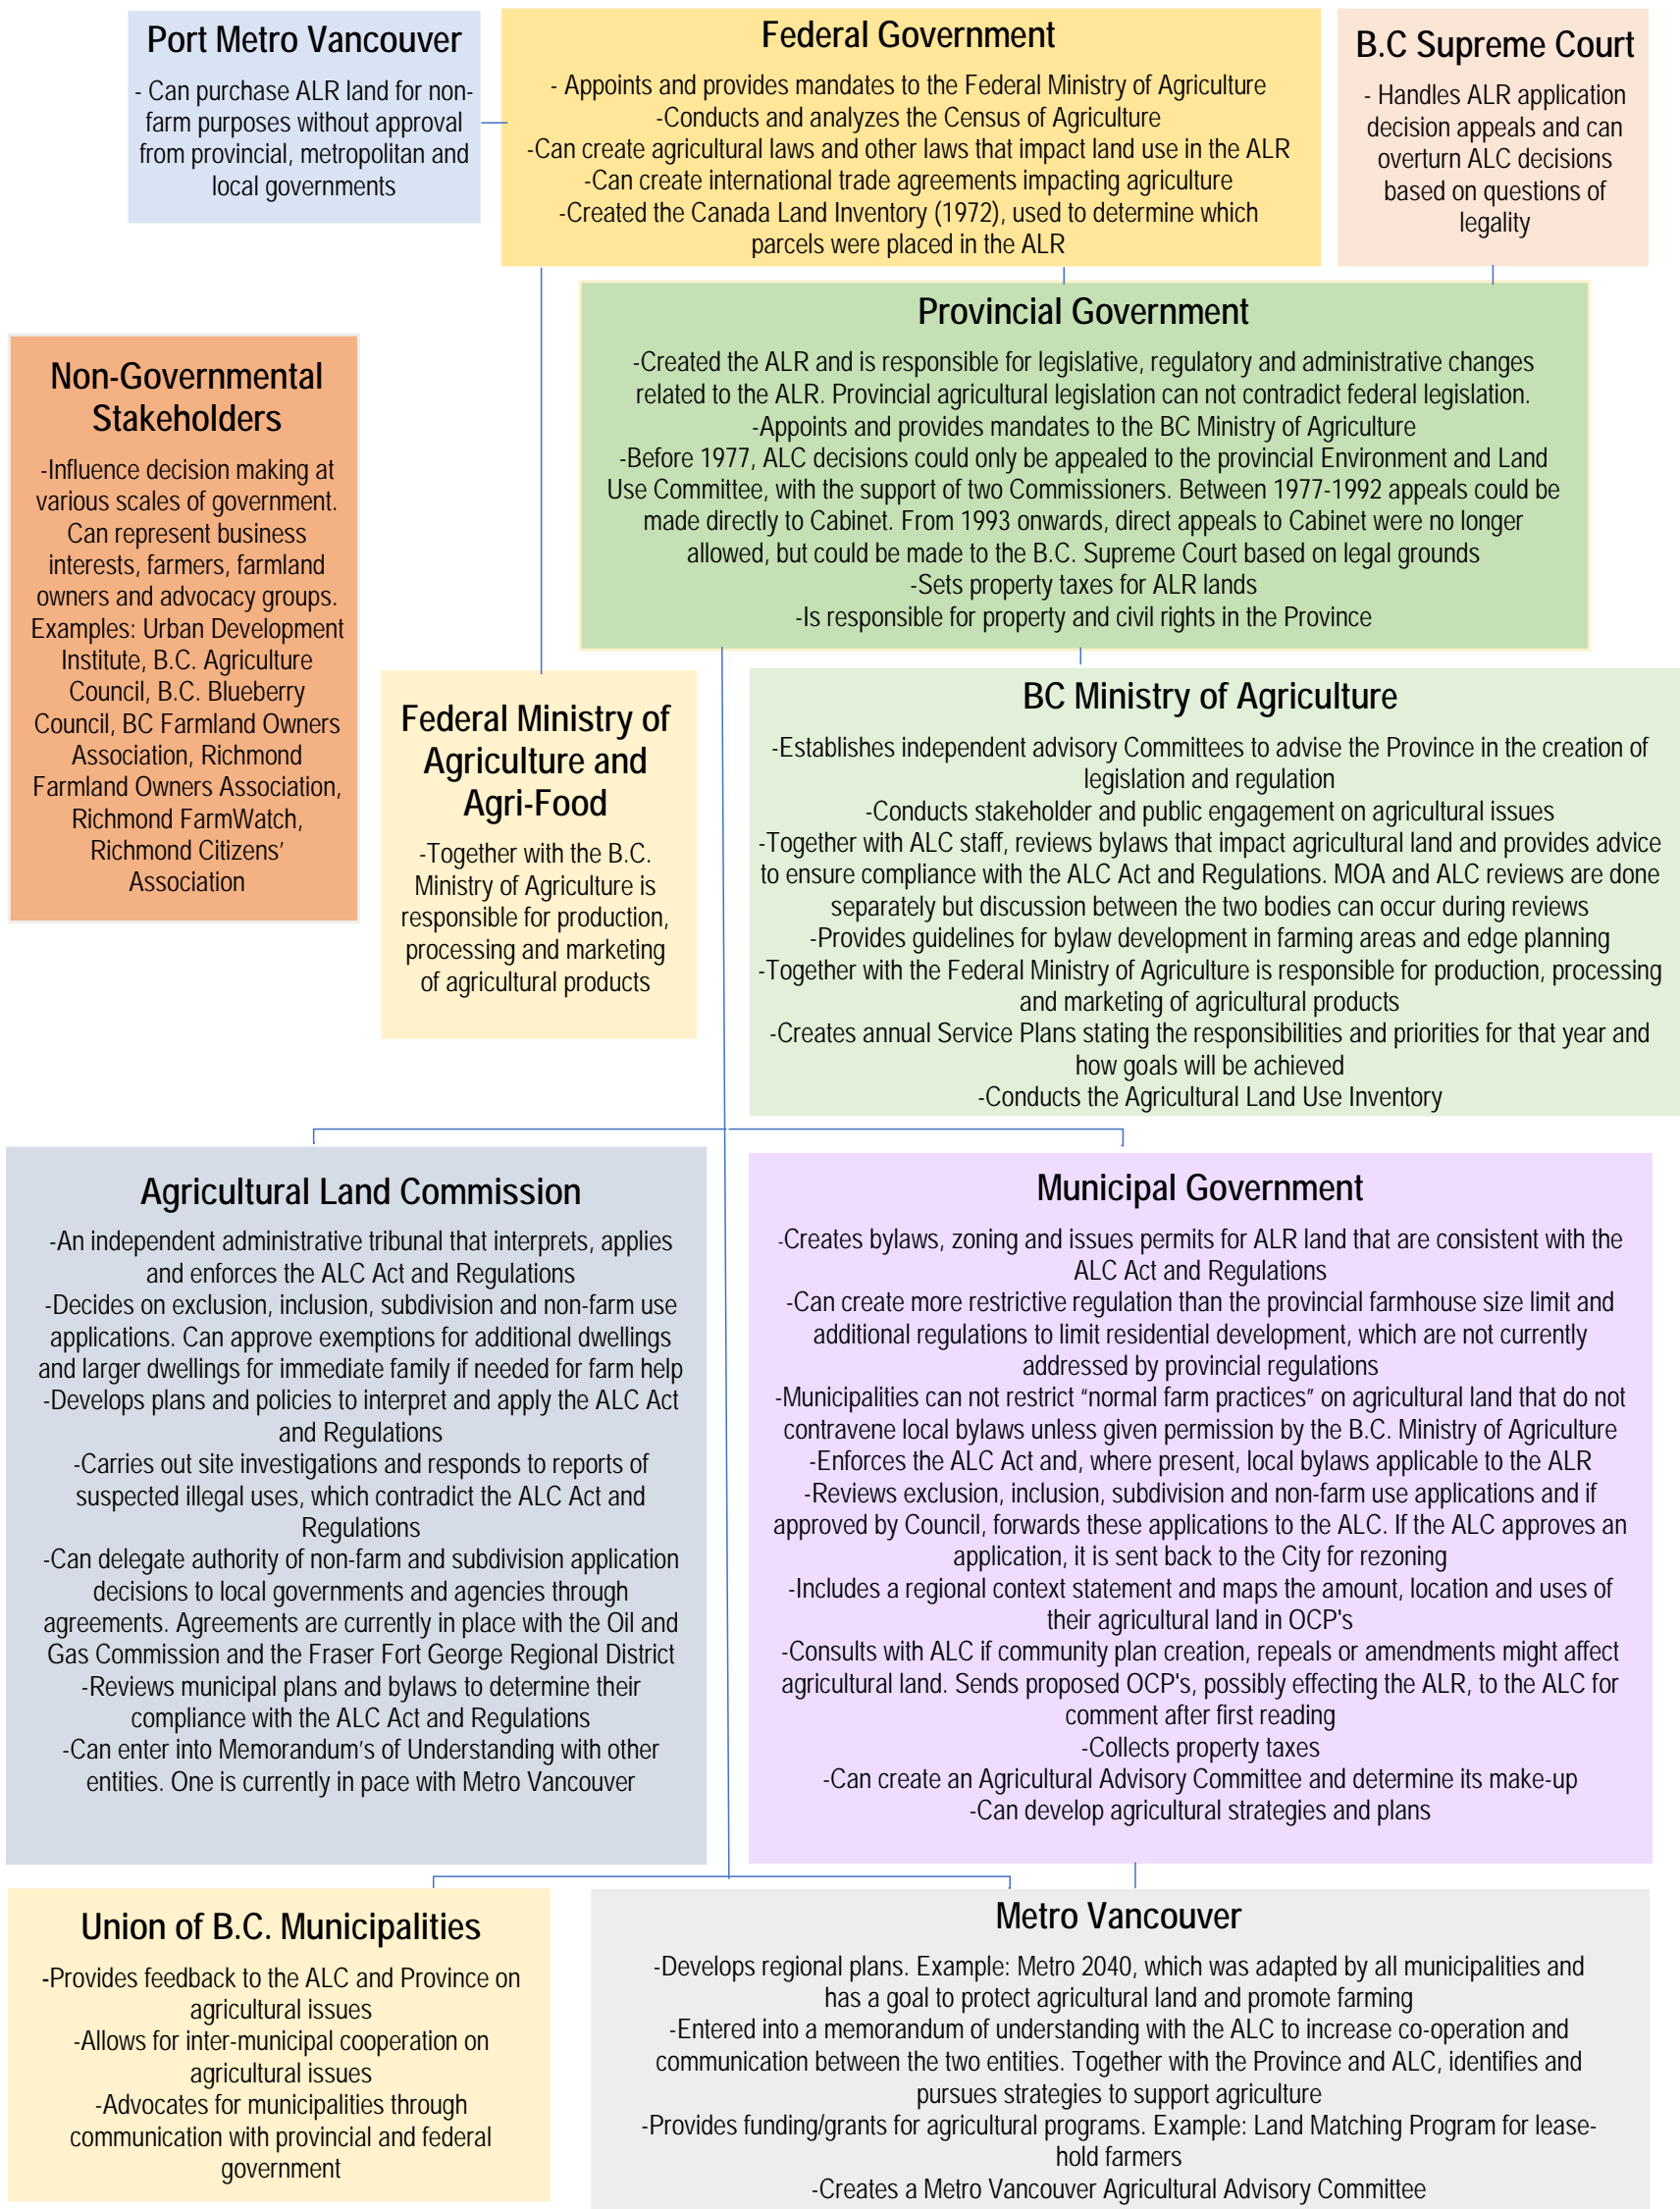 Port Metro Vancouver
- Can purchase ALR land for non-
farm purposes without approval
from provincial, metropolitan and
local governments
Federal Government
- Appoints and provides mandates to the Federal Ministry of Agriculture
-Conducts and analyzes the Census of Agriculture
-Can create agricultural laws and other laws that impact land use in the ALR
-Can create international trade agreements impacting agriculture
-Created the Canada Land Inventory (1972), used to determine which
parcels were placed in the ALR
B.C Supreme Court
- Handles ALR application
decision appeals and can
overturn ALC decisions
based on questions of
legality
Provincial Government
-Created the ALR and is responsible for legislative, regulatory and administrative changes
related to the ALR. Provincial agricultural legislation can not contradict federal legislation.
-Appoints and provides mandates to the BC Ministry of Agriculture
-Before 1977, ALC decisions could only be appealed to the provincial Environment and Land
Use Committee, with the support of two Commissioners. Between 1977-1992 appeals could be
made directly to Cabinet. From 1993 onwards, direct appeals to Cabinet were no longer
allowed, but could be made to the B.C. Supreme Court based on legal grounds
-Sets property taxes for ALR lands
-Is responsible for property and civil rights in the Province
Non-Governmental
Stakeholders
-Influence decision making at
various scales of government.
Can represent business
interests, farmers, farmland
owners and advocacy groups.
Examples: Urban Development
Institute, B.C. Agriculture
Council, B.C. Blueberry
Council, BC Farmland Owners
Association, Richmond
Farmland Owners Association,
Richmond FarmWatch,
Richmond Citizens’
Association
Federal Ministry of
Agriculture and
Agri-Food
-Together with the B.C.
Ministry of Agriculture is
responsible for production,
processing and marketing
of agricultural products
BC Ministry of Agriculture
-Establishes independent advisory Committees to advise the Province in the creation of
legislation and regulation
-Conducts stakeholder and public engagement on agricultural issues
-Together with ALC staff, reviews bylaws that impact agricultural land and provides advice
to ensure compliance with the ALC Act and Regulations. MOA and ALC reviews are done
separately but discussion between the two bodies can occur during reviews
-Provides guidelines for bylaw development in farming areas and edge planning
-Together with the Federal Ministry of Agriculture is responsible for production, processing
and marketing of agricultural products
-Creates annual Service Plans stating the responsibilities and priorities for that year and
how goals will be achieved
-Conducts the Agricultural Land Use Inventory
Agricultural Land Commission
-An independent administrative tribunal that interprets, applies
and enforces the ALC Act and Regulations
-Decides on exclusion, inclusion, subdivision and non-farm use
applications. Can approve exemptions for additional dwellings
and larger dwellings for immediate family if needed for farm help
-Develops plans and policies to interpret and apply the ALC Act
and Regulations
-Carries out site investigations and responds to reports of
suspected illegal uses, which contradict the ALC Act and
Regulations
-Can delegate authority of non-farm and subdivision application
decisions to local governments and agencies through
agreements. Agreements are currently in place with the Oil and
Gas Commission and the Fraser Fort George Regional District
-Reviews municipal plans and bylaws to determine their
compliance with the ALC Act and Regulations
-Can enter into Memorandum's of Understanding with other
entities. One is currently in pace with Metro Vancouver
Municipal Government
-Creates bylaws, zoning and issues permits for ALR land that are consistent with the
ALC Act and Regulations
-Can create more restrictive regulation than the provincial farmhouse size limit and
additional regulations to limit residential development, which are not currently
addressed by provincial regulations
-Municipalities can not restrict “normal farm practices” on agricultural land that do not
contravene local bylaws unless given permission by the B.C. Ministry of Agriculture
-Enforces the ALC Act and, where present, local bylaws applicable to the ALR
-Reviews exclusion, inclusion, subdivision and non-farm use applications and if
approved by Council, forwards these applications to the ALC. If the ALC approves an
application, it is sent back to the City for rezoning
-Includes a regional context statement and maps the amount, location and uses of
their agricultural land in OCP's
-Consults with ALC if community plan creation, repeals or amendments might affect
agricultural land. Sends proposed OCP's, possibly effecting the ALR, to the ALC for
comment after first reading
-Collects property taxes
-Can create an Agricultural Advisory Committee and determine its make-up
-Can develop agricultural strategies and plans
Union of B.C. Municipalities
-Provides feedback to the ALC and Province on
agricultural issues
-Allows for inter-municipal cooperation on
agricultural issues
-Advocates for municipalities through
communication with provincial and federal
government
Metro Vancouver
-Develops regional plans. Example: Metro 2040, which was adapted by all municipalities and
has a goal to protect agricultural land and promote farming
-Entered into a memorandum of understanding with the ALC to increase co-operation and
communication between the two entities. Together with the Province and ALC, identifies and
pursues strategies to support agriculture
-Provides funding/grants for agricultural programs. Example: Land Matching Program for lease-
hold farmers
-Creates a Metro Vancouver Agricultural Advisory Committee